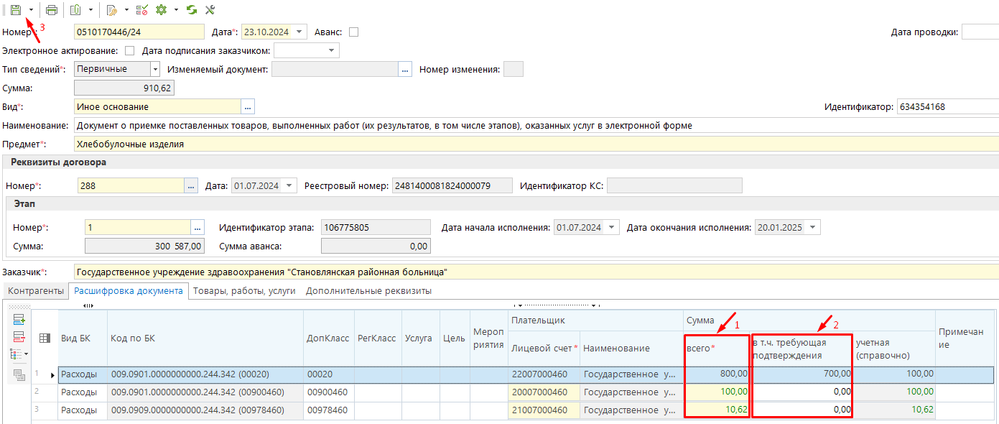 3
Номер*: 0510170446/24 Дата*: 23.10.2024 Аванс: Дата проводки:
Электронное актирование: Дата подписания заказчиком:
Тип сведений*: Первичные Изменяемый документ: ... Номер изменения:
Сумма: 910,62
Вид*: Иное основание ... Идентификатор: 634354168
Наименование: Документ о приемке поставленных товаров, выполненных работ (их результатов, в том числе этапов), оказанных услуг в электронной форме
Предмет*: Хлебобулочные изделия
Реквизиты договора
Номер*: 288 ... Дата: 01.07.2024 Реестровый номер: 2481400081824000079 Идентификатор КС:
Этап
Номер*: 1 ... Идентификатор этапа: 106775805 Дата начала исполнения: 01.07.2024 Дата окончания исполнения: 20.01.2025
Сумма: 300 587,00 Сумма аванса: 0,00
Заказчик*: Государственное учреждение здравоохранения "Становлянская районная больница"
Контрагенты Расшифровка документа Товары, работы, услуги Дополнительные реквизиты
Плательщик Сумма 1 2
Вид БК Код по БК ДопКласс РегКласс Услуга Цель Мероп
риятия Лицевой счет* Наименование всего* в т.ч. требующая
подтверждения учетная
(справочно) Примечан
ие
1 Расходы 009.0901.0000000000.244.342 (00020) 00020 22007000460 Государственное у... 800,00 700,00 100,00
2 Расходы 009.0901.0000000000.244.342 (00900460) 00900460 20007000460 Государственное у... 100,00 0,00 100,00
3 Расходы 009.0909.0000000000.244.342 (00978460) 00978460 21007000460 Государственное у... 10,62 0,00 10,62